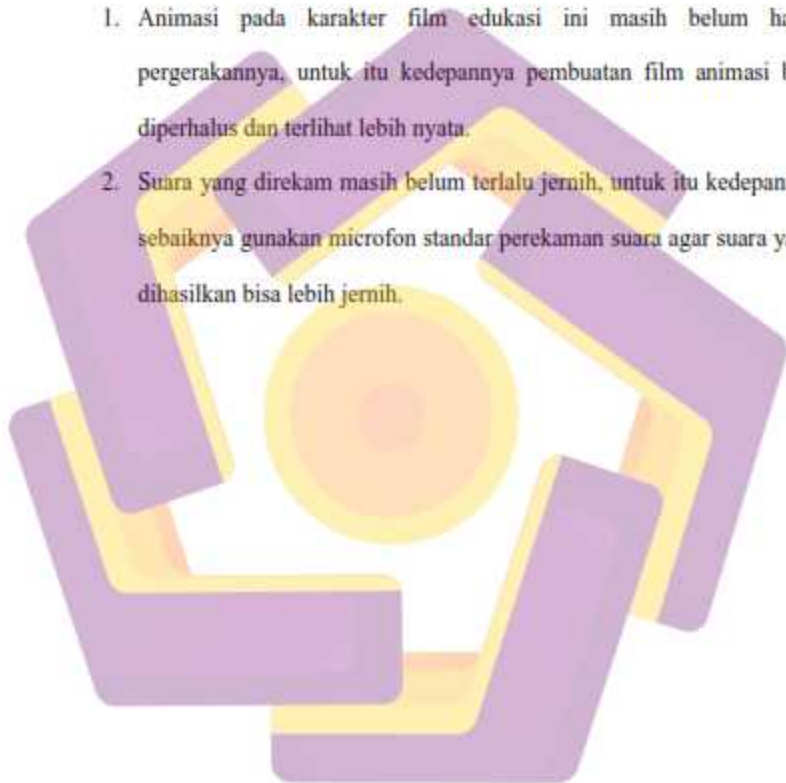 1. Animasi pada karakter film edukasi ini masih belum ha
pergerakannya, untuk itu kedepannya pembuatan film animasi b
diperhalus dan terlihat lebih nyata.
2. Suara yang direkam masih belum terlalu jernih, untuk itu kedepan
sebaiknya gunakan microfon standar perekaman suara agar suara y
dihasilkan bisa lebih jernih.